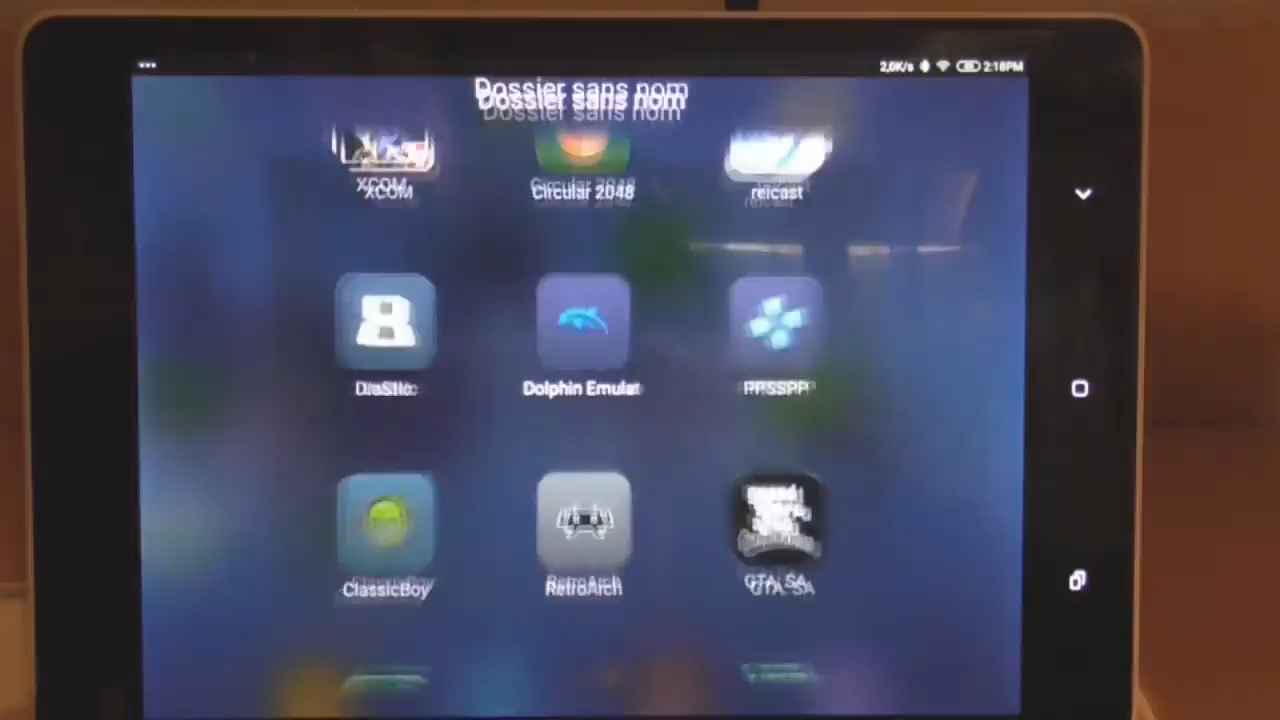 2,0K/s 2:18PM
Dossier sans nom
XCOM
Circular 2048
reicast
DraStic
Dolphin Emulat
PPSSPP
ClassicBoy
RetroArch
GTA: SA